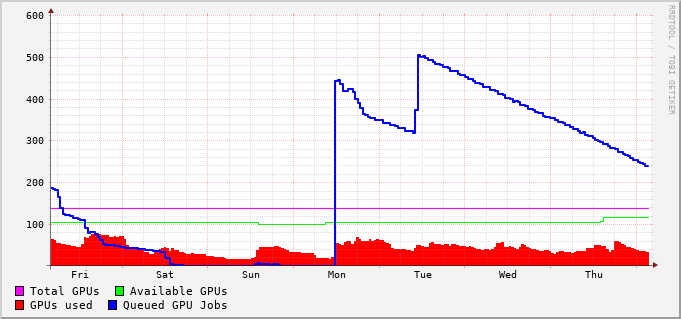 600
500
400
300
200
100
Fri Sat Sun Mon Tue Wed Thu
Total GPUs Available GPUs
GPUs used Queued GPU Jobs
RRDTOOL / TOBI OETIKER